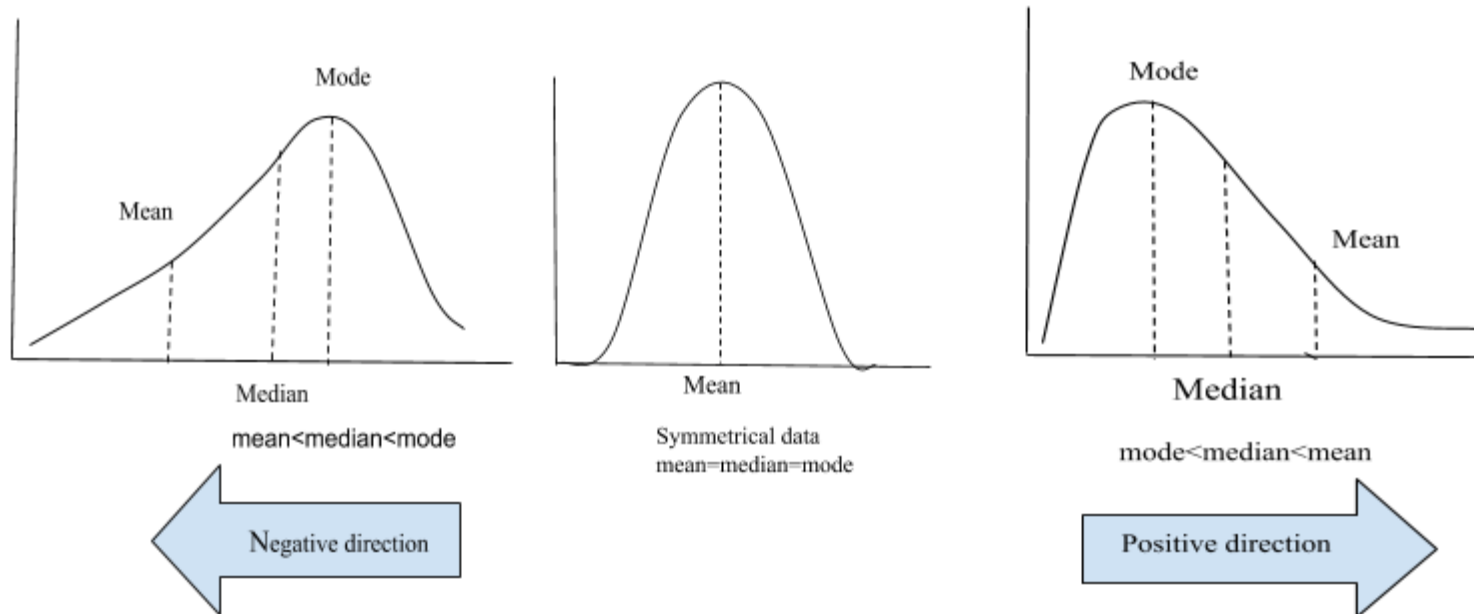 Mode
Mean
Median
mean<median<mode
Negative direction
Mean
Symmetrical data
mean=median=mode
Mode
Mean
Median
mode<median<mean
Positive direction